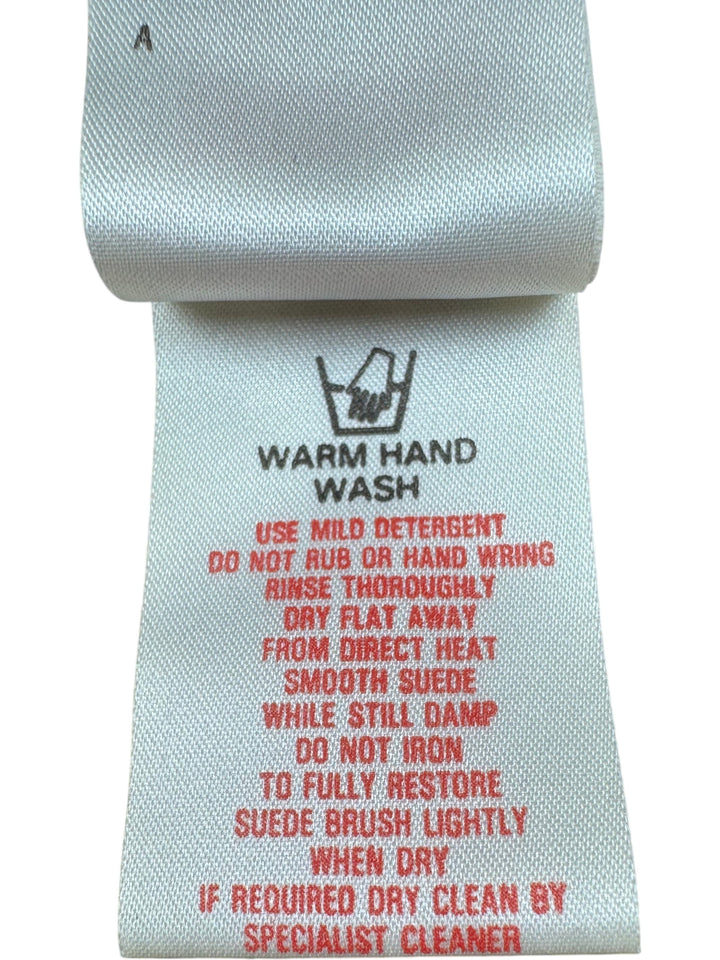 A
WARM HAND
WASH
USE MILD DETERGENT
DO NOT RUB OR HAND WRING
RINSE THOROUGHLY
DRY FLAT AWAY
FROM DIRECT HEAT
SMOOTH SUEDE
WHILE STILL DAMP
DO NOT IRON
TO FULLY RESTORE
SUEDE BRUSH LIGHTLY
WHEN DRY
IF REQUIRED DRY CLEAN BY
SPECIALIST CLEANER